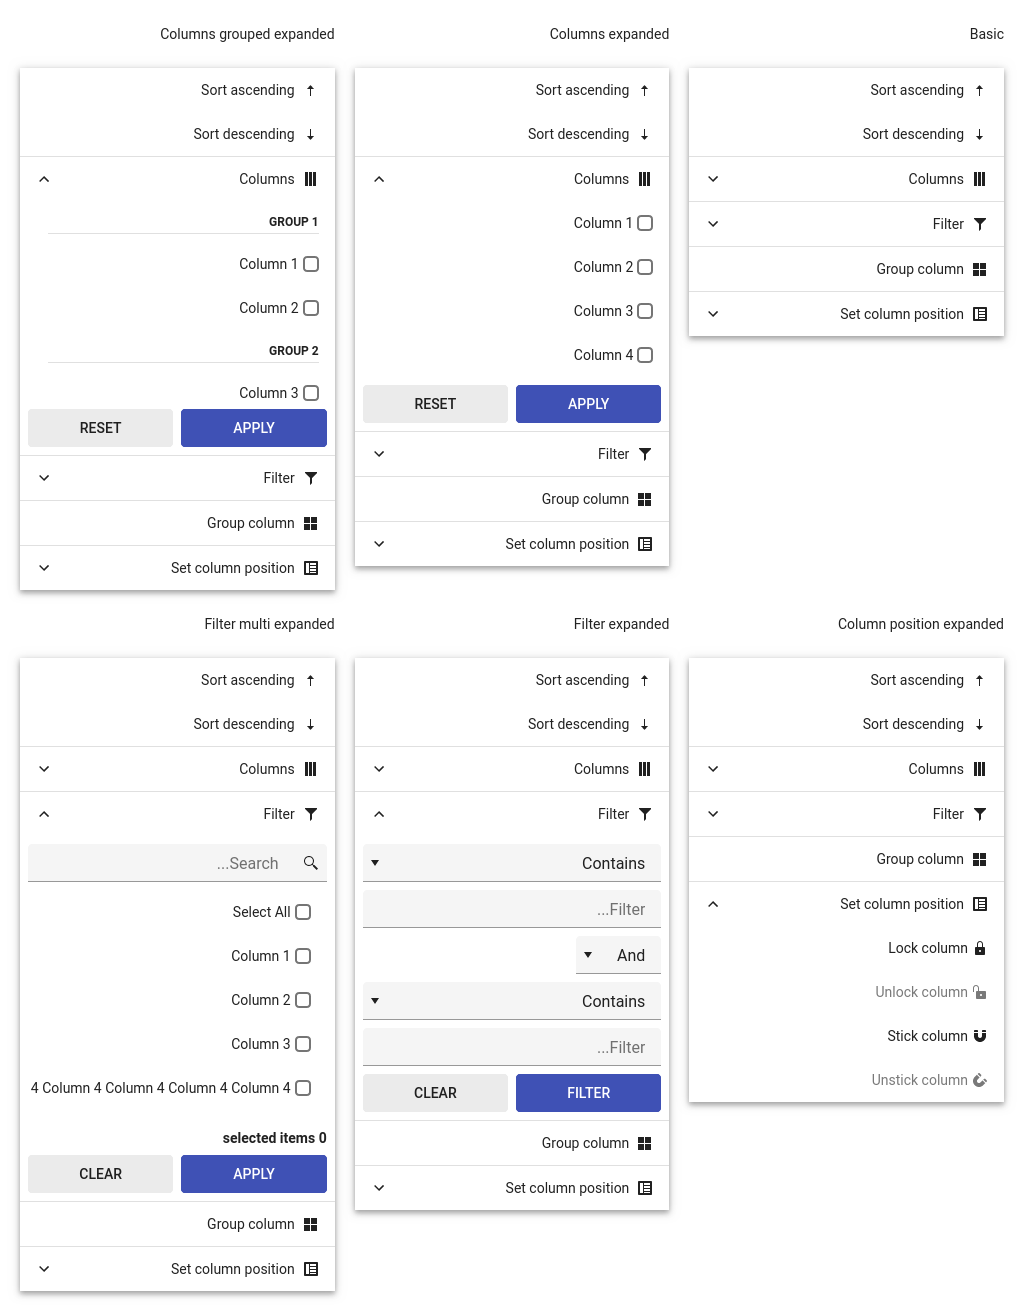 Columns grouped expanded
Sort ascending
Sort descending
Columns
GROUP 1
Column 1
Column 2
GROUP 2
Column 3
RESET
APPLY
Filter
Group column
Set column position
Columns expanded
Sort ascending
Sort descending
Columns
Column 1
Column 2
Column 3
Column 4
RESET
APPLY
Filter
Group column
Set column position
Basic
Sort ascending
Sort descending
Columns
Filter
Group column
Set column position
Filter multi expanded
Sort ascending
Sort descending
Columns
Filter
...Search
Select All
Column 1
Column 2
Column 3
4 Column 4 Column 4 Column 4 Column 4
selected items 0
CLEAR
APPLY
Group column
Set column position
Filter expanded
Sort ascending
Sort descending
Columns
Filter
Contains
...Filter
And
Contains
...Filter
CLEAR
FILTER
Group column
Set column position
Column position expanded
Sort ascending
Sort descending
Columns
Filter
Group column
Set column position
Lock column
Unlock column
Stick column
Unstick column